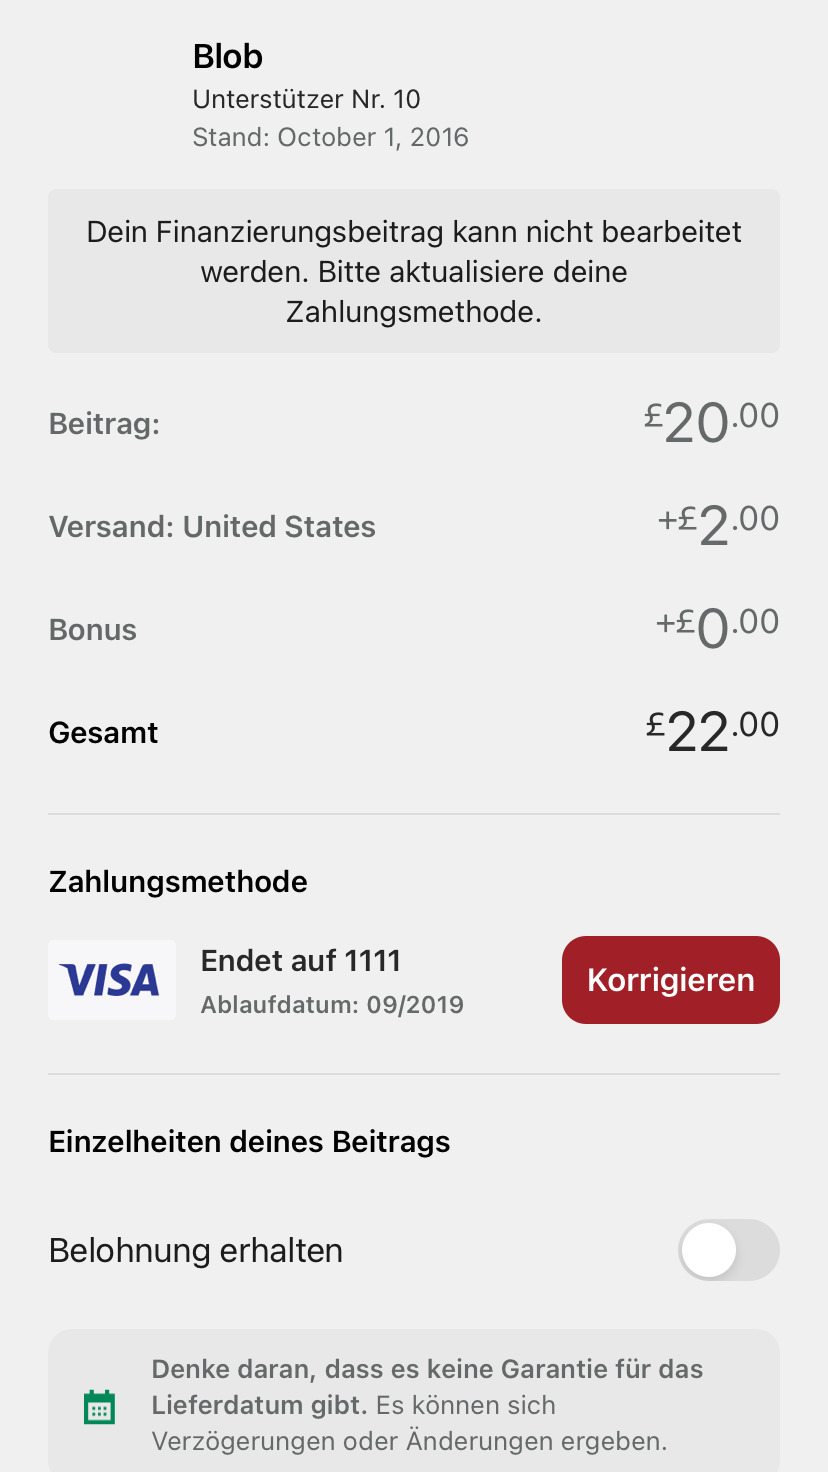 Blob
Unterstützer Nr. 10
Stand: October 1, 2016
Dein Finanzierungsbeitrag kann nicht bearbeitet
werden. Bitte aktualisiere deine
Zahlungsmethode.
Beitrag: £20.00
Versand: United States +£2.00
Bonus +£0.00
Gesamt £22.00
Zahlungsmethode
VISA
Endet auf 1111
Ablaufdatum: 09/2019
Korrigieren
Einzelheiten deines Beitrags
Belohnung erhalten
Denke daran, dass es keine Garantie für das
Lieferdatum gibt. Es können sich
Verzögerungen oder Änderungen ergeben.